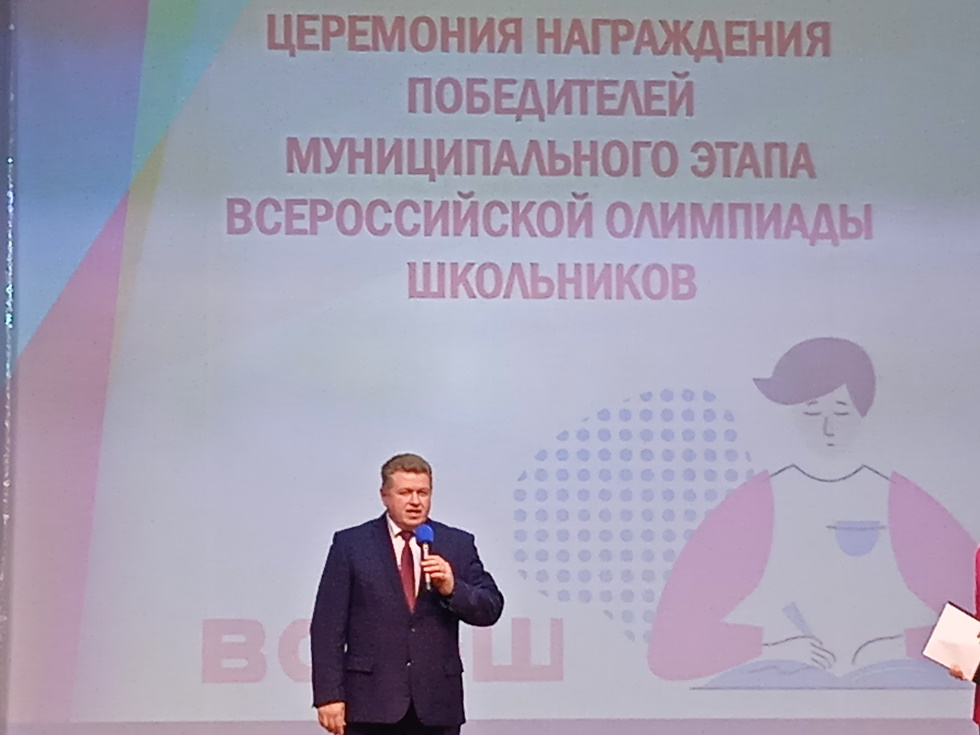 ЦЕРЕМОНИЯ НАГРАЖДЕНИЯ
ПОБЕДИТЕЛЕЙ
МУНИЦИПАЛЬНОГО ЭТАПА
ВСЕРОССИЙСКОЙ ОЛИМПИАДЫ
ШКОЛЬНИКОВ